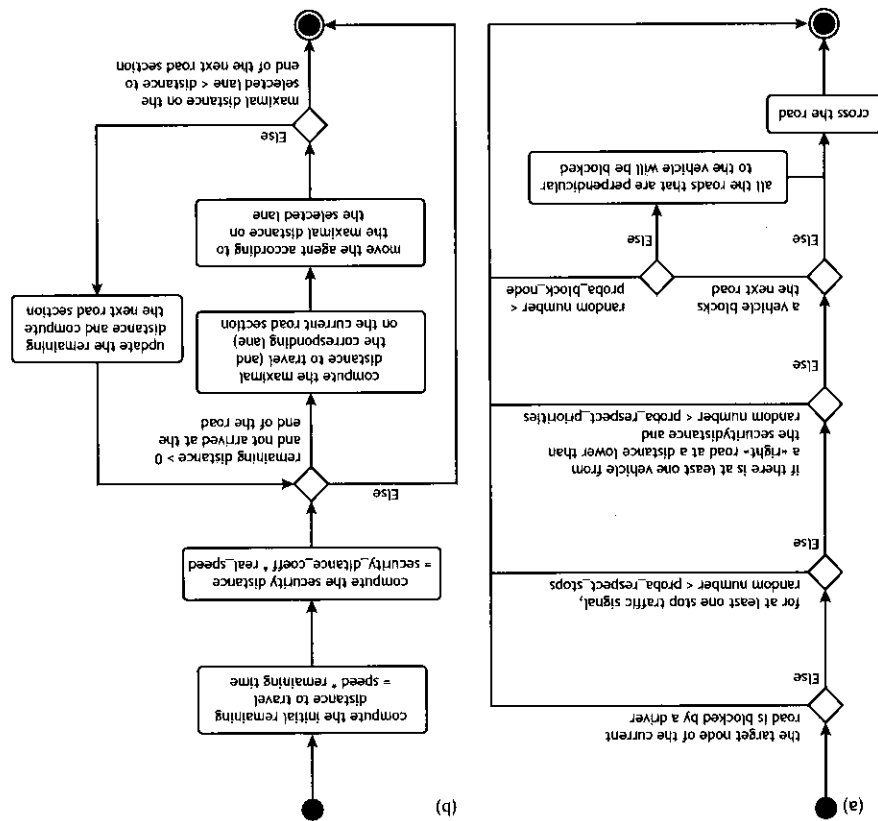 (a)
the target node of the current
road is blocked by a driver
Else
for at least one stop traffic signal,
random number < proba_respect_stops
Else
if there is at least one vehicle from
a «right» road at a distance lower than
the securitydistance and
random number < proba_respect_priorities
Else
a vehicle blocks
the next road
random number <
proba_block_node
Else
Else
all the roads that are perpendicular
to the vehicle will be blocked
cross the road
(b)
compute the initial remaining
distance to travel
= speed * remaining time
compute the security distance
= security_ditance_coeff * real_speed
Else
remaining distance > 0
and not arrived at the
end of the road
compute the maximal
distance to travel (and
the corresponding lane)
on the current road section
update the remaining
distance and compute
the next road section
move the agent according to
the maximal distance on
the selected lane
Else
maximal distance on the
selected lane < distance to
end of the next road section